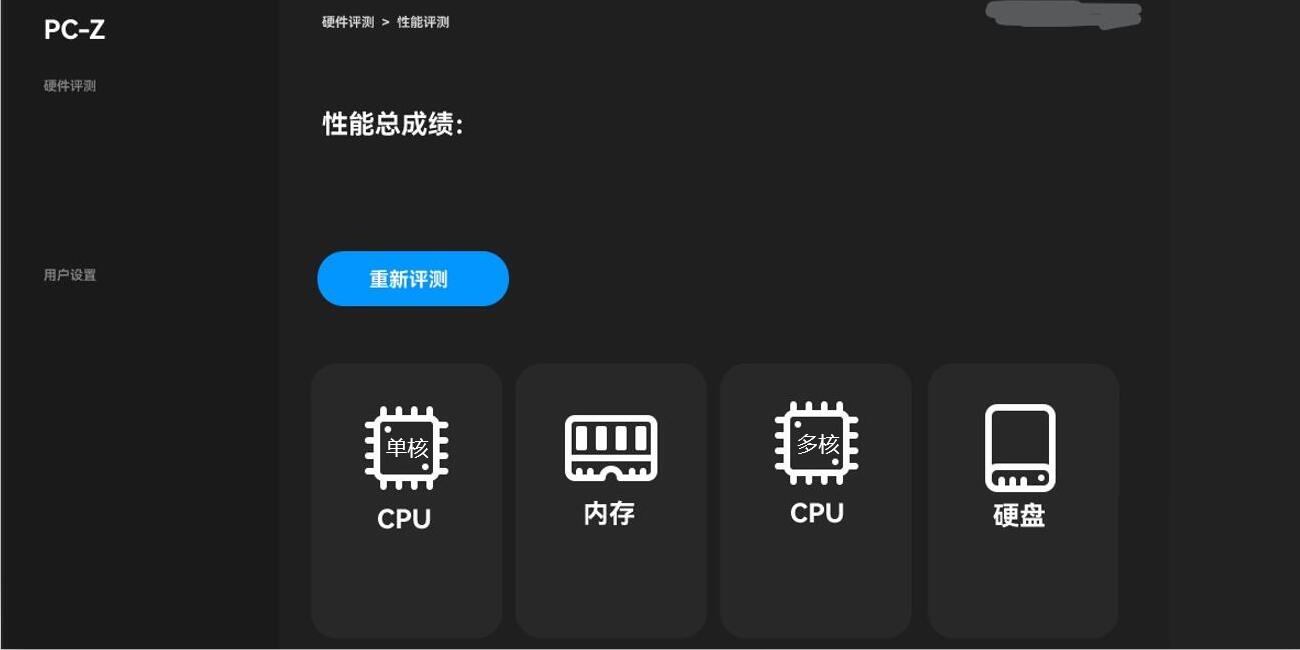 PC-Z
硬件评测
用户设置
硬件评测 > 性能评测
性能总成绩:
重新评测
单核
CPU
内存
多核
CPU
硬盘